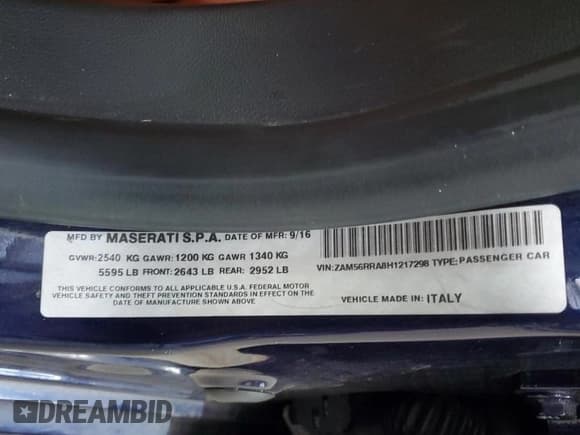 MFD BY MASERATI S.P.A. DATE OF MFR: 9/16
GVWR:2540 KG GAWR:1200 KG GAWR 1340 KG
5595 LB FRONT:2643 LB REAR: 2952 LB
THIS VEHICLE CONFORMS TO ALL APPLICABLE U.S.A. FEDERAL MOTOR
VEHICLE SAFETY AND THEFT PREVENTION STANDARDS IN EFFECT ON THE
DATE OF MANUFACTURE SHOWN ABOVE
VIN:ZAM56RRA8H1217298 TYPE:PASSENGER CAR
VEHICLE MADE IN: ITALY
DREAMBID